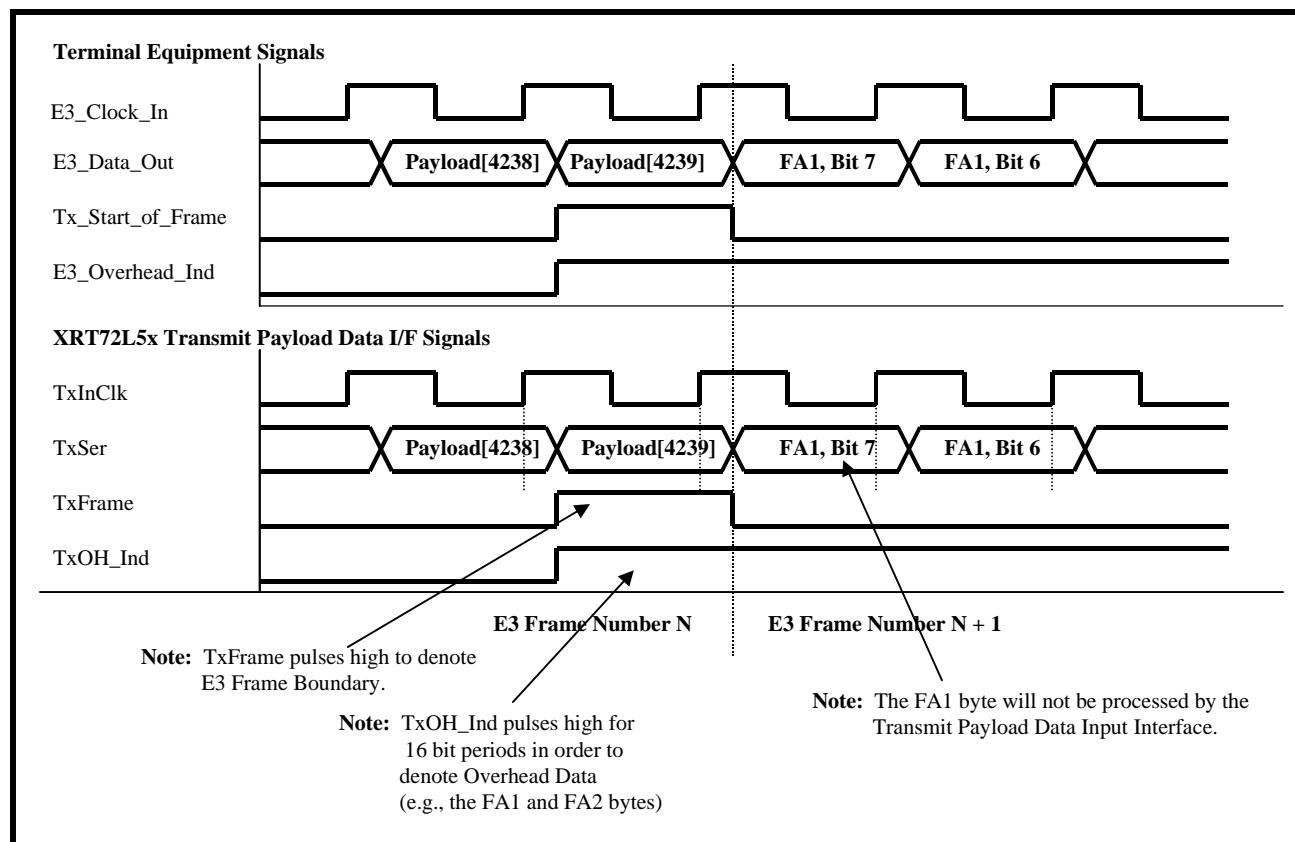 Terminal Equipment Signals
E3_Clock_In
E3_Data_Out
Payload[4238]
Payload[4239]
FA1, Bit 7
FA1, Bit 6
Tx_Start_of_Frame
E3_Overhead_Ind
XRT72L5x Transmit Payload Data I/F Signals
TxInClk
TxSer
Payload[4238]
Payload[4239]
FA1, Bit 7
FA1, Bit 6
TxFrame
TxOH_Ind
E3 Frame Number N
E3 Frame Number N + 1
Note: TxFrame pulses high to denote
E3 Frame Boundary.
Note: TxOH_Ind pulses high for
16 bit periods in order to
denote Overhead Data
(e.g., the FA1 and FA2 bytes)
Note: The FA1 byte will not be processed by the
Transmit Payload Data Input Interface.